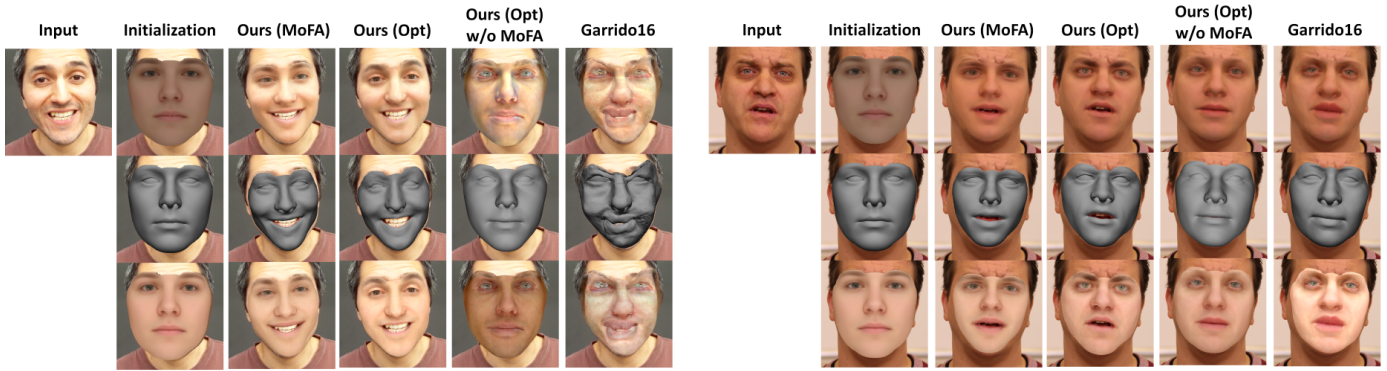 Input
Initialization
Ours (MoFA)
Ours (Opt)
Ours (Opt)
w/o MoFA
Garrido16
Input
Initialization
Ours (MoFA)
Ours (Opt)
Ours (Opt)
w/o MoFA
Garrido16